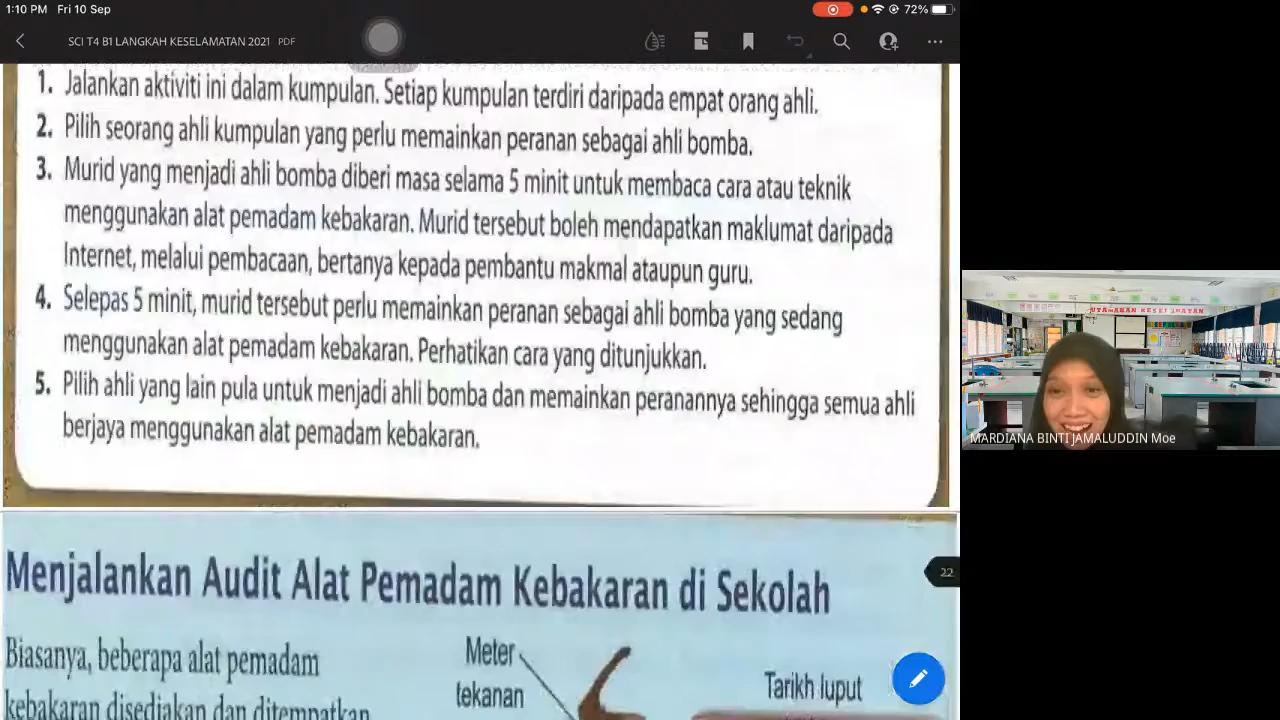 1:10 PM Fri 10 Sep
72%
SCI T4 B1 LANGKAH KESELAMATAN 2021 PDF
1. Jalankan aktiviti ini dalam kumpulan. Setiap kumpulan terdiri daripada empat orang ahli.
2. Pilih seorang ahli kumpulan yang perlu memainkan peranan sebagai ahli bomba.
3. Murid yang menjadi ahli bomba diberi masa selama 5 minit untuk membaca cara atau teknik
menggunakan alat pemadam kebakaran. Murid tersebut boleh mendapatkan maklumat daripada
Internet, melalui pembacaan, bertanya kepada pembantu makmal ataupun guru.
4. Selepas 5 minit, murid tersebut perlu memainkan peranan sebagai ahli bomba yang sedang
menggunakan alat pemadam kebakaran. Perhatikan cara yang ditunjukkan.
5. Pilih ahli yang lain pula untuk menjadi ahli bomba dan memainkan peranannya sehingga semua ahli
berjaya menggunakan alat pemadam kebakaran.
22
Menjalankan Audit Alat Pemadam Kebakaran di Sekolah
Biasanya, beberapa alat pemadam
kebakaran disediakan dan ditempatkan
Meter
tekanan
Tarikh luput
UTAMAKAN KESELAMATAN
MARDIANA BINTI JAMALUDDIN Moe